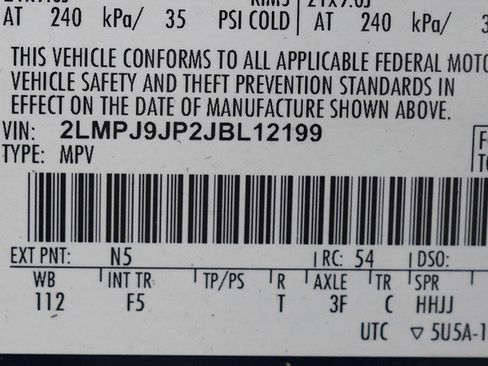 AT 240 kPa/ 35 PSI COLD AT 240 kPa/
THIS VEHICLE CONFORMS TO ALL APPLICABLE FEDERAL MOTO
VEHICLE SAFETY AND THEFT PREVENTION STANDARDS IN
EFFECT ON THE DATE OF MANUFACTURE SHOWN ABOVE.
VIN: 2LMPJ9JP2JBL12199
TYPE: MPV
EXT PNT: N5 RC: 54 DSO:
WB INT TR TP/PS R AXLE TR SPR
112 F5 T 3F C HHJJ
UTC ▽ 5U5A-1